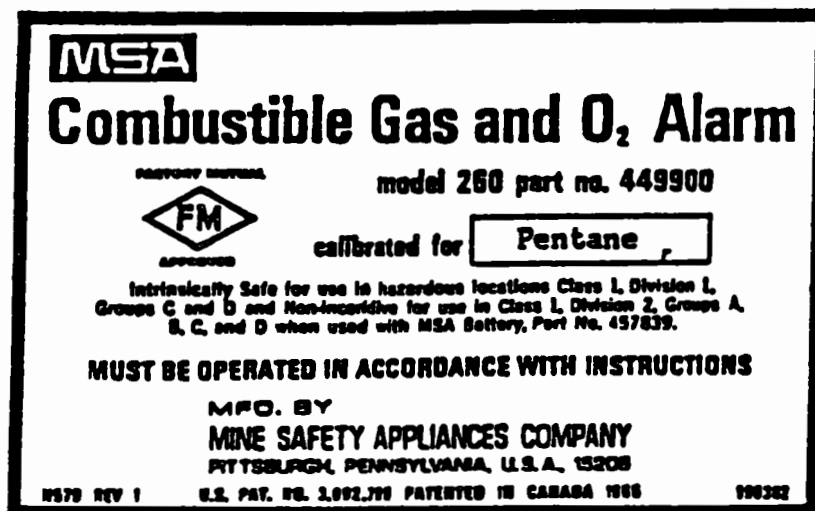 MSA
Combustible Gas and O₂ Alarm
FACTORY MUTUAL
FM
APPROVED
model 260 part no. 449900
calibrated for Pentane
Intrinsically Safe for use in hazardous locations Class I, Division 1,
Groups C and D and Non-Incendive for use in Class I, Division 2, Groups A,
B, C, and D when used with MSA Battery, Part No. 457839.
MUST BE OPERATED IN ACCORDANCE WITH INSTRUCTIONS
MFG. BY
MINE SAFETY APPLIANCES COMPANY
PITTSBURGH, PENNSYLVANIA, U.S.A. 15208
REV 1 U.S. PAT. NO. PATENTED IN CANADA 1966